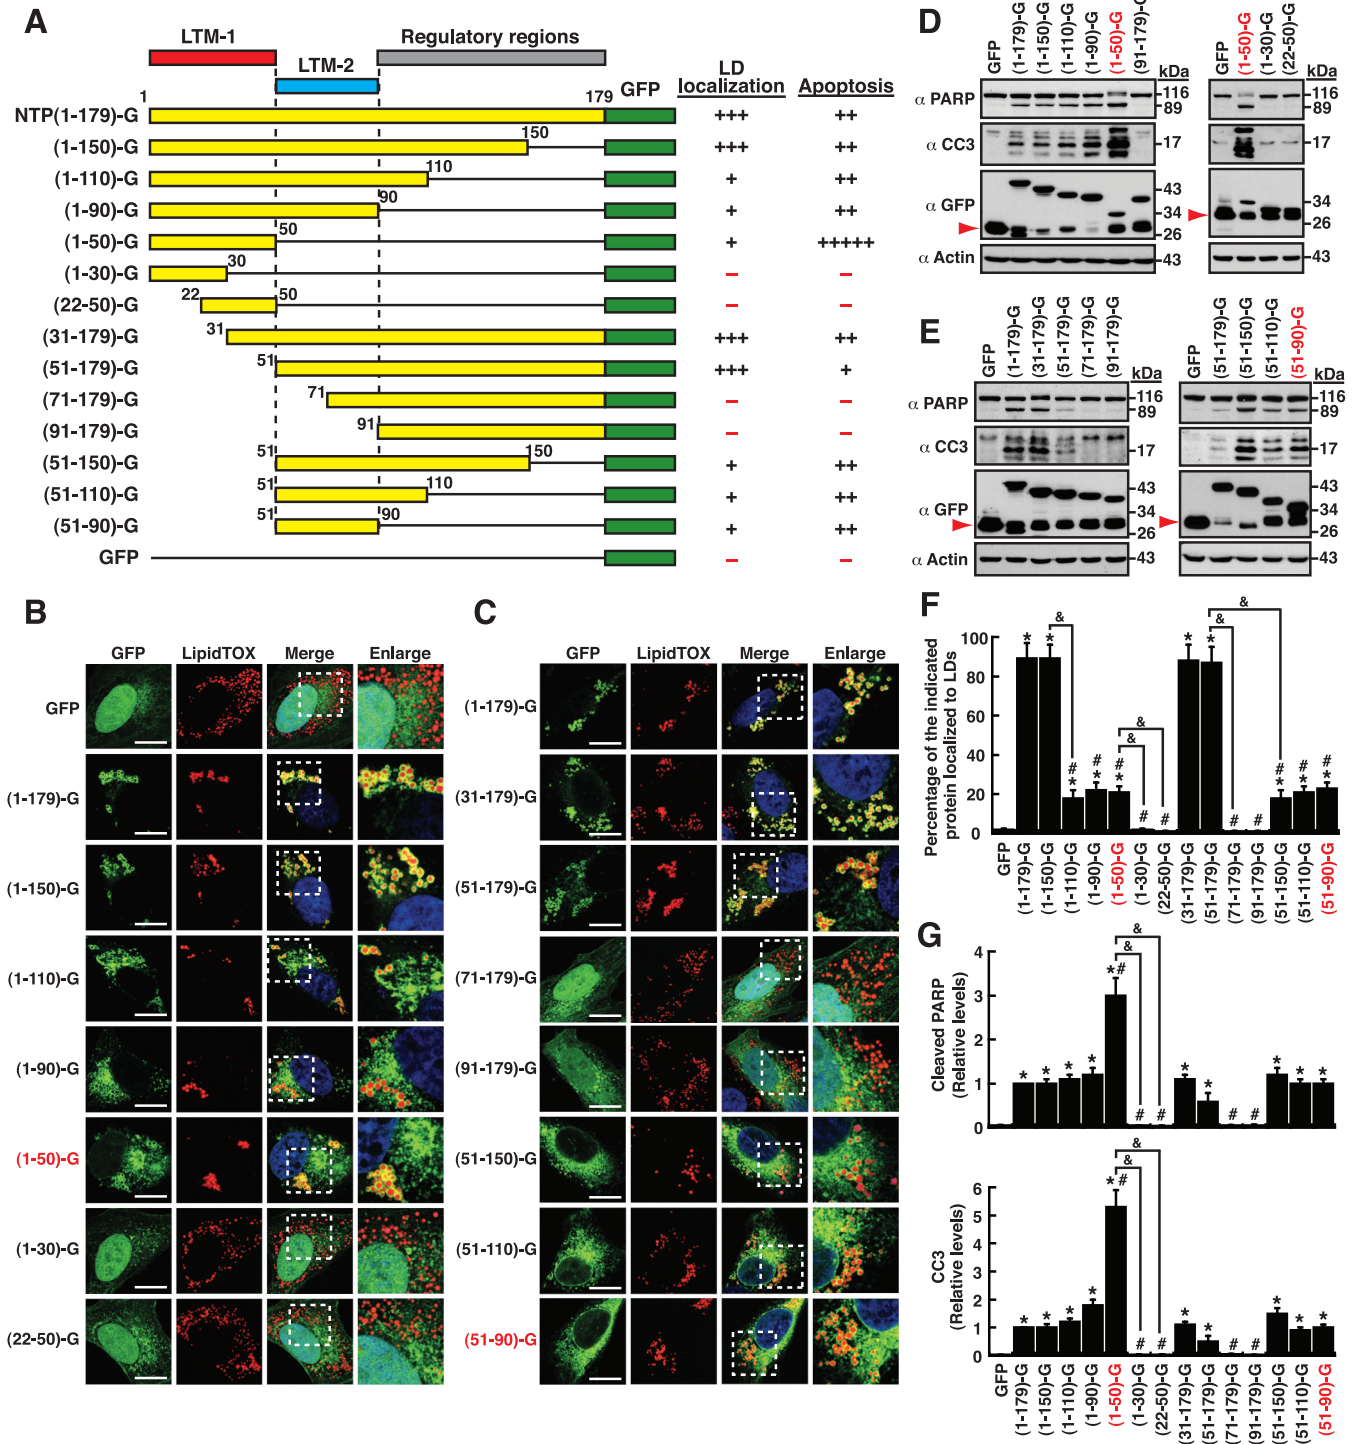 A
LTM-1
Regulatory regions
LTM-2
LD
localization
Apoptosis
1
179
GFP
NTP(1-179)-G
+++
++
(1-150)-G
150
+++
++
(1-110)-G
110
+
++
(1-90)-G
90
+
++
(1-50)-G
50
+
+++++
(1-30)-G
30
–
–
(22-50)-G
22
50
–
–
(31-179)-G
31
+++
++
(51-179)-G
51
+++
+
(71-179)-G
71
–
–
(91-179)-G
91
–
–
(51-150)-G
51
150
+
++
(51-110)-G
51
110
+
++
(51-90)-G
51
90
+
++
GFP
–
–
B
GFP
LipidTOX
Merge
Enlarge
GFP
(1-179)-G
(1-150)-G
(1-110)-G
(1-90)-G
(1-50)-G
(1-30)-G
(22-50)-G
C
GFP
LipidTOX
Merge
Enlarge
(1-179)-G
(31-179)-G
(51-179)-G
(71-179)-G
(91-179)-G
(51-150)-G
(51-110)-G
(51-90)-G
D
GFP
(1-179)-G
(1-150)-G
(1-110)-G
(1-90)-G
(1-50)-G
(91-179)-G
kDa
α PARP
116
89
α CC3
17
α GFP
43
34
26
α Actin
43
GFP
(1-50)-G
(1-30)-G
(22-50)-G
kDa
116
89
17
34
26
43
E
GFP
(1-179)-G
(31-179)-G
(51-179)-G
(71-179)-G
(91-179)-G
kDa
α PARP
116
89
α CC3
17
α GFP
43
34
26
α Actin
43
GFP
(51-179)-G
(51-150)-G
(51-110)-G
(51-90)-G
kDa
116
89
17
43
34
26
43
F
Percentage of the indicated
protein localized to LDs
100
80
60
40
20
0
* * # * # * # * # # * * # # # * # * # *
& & & & &
GFP
(1-179)-G
(1-150)-G
(1-110)-G
(1-90)-G
(1-50)-G
(1-30)-G
(22-50)-G
(31-179)-G
(51-179)-G
(71-179)-G
(91-179)-G
(51-150)-G
(51-110)-G
(51-90)-G
G
Cleaved PARP
(Relative levels)
4
3
2
1
0
* * * * *# # # * * # # * * *
& &
CC3
(Relative levels)
6
5
4
3
2
1
0
* * * * *# # # * * # # * * *
& &
GFP
(1-179)-G
(1-150)-G
(1-110)-G
(1-90)-G
(1-50)-G
(1-30)-G
(22-50)-G
(31-179)-G
(51-179)-G
(71-179)-G
(91-179)-G
(51-150)-G
(51-110)-G
(51-90)-G